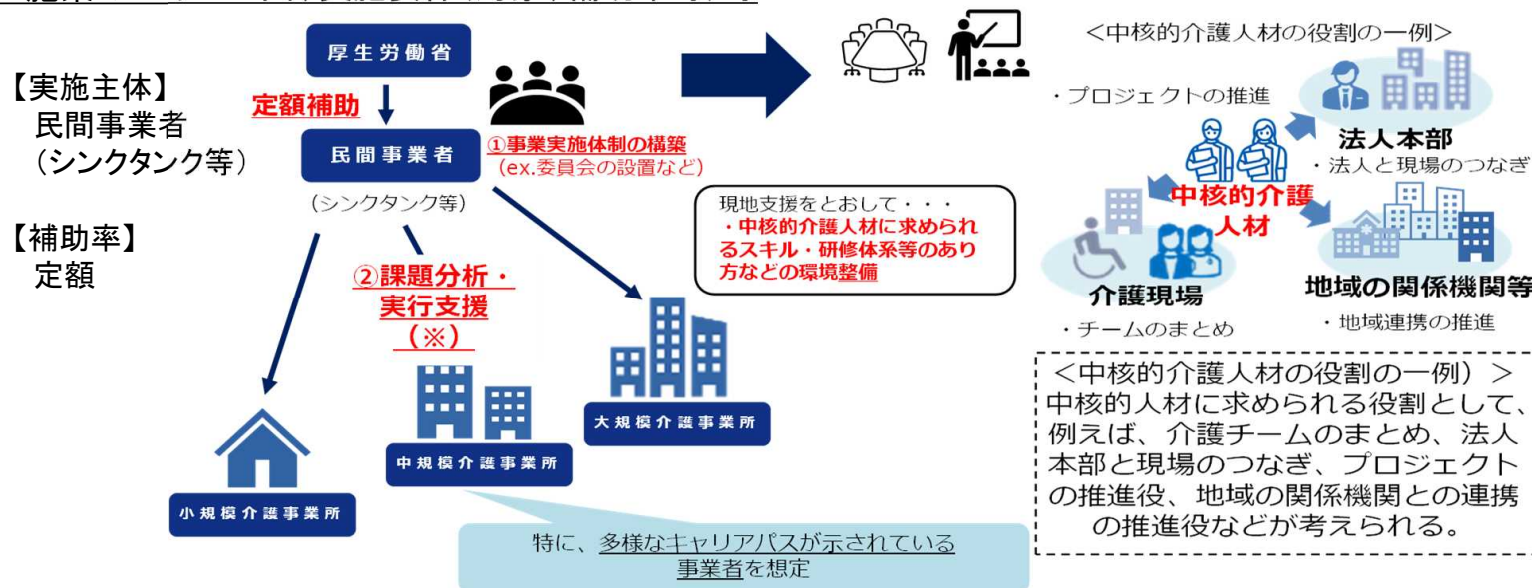 厚生労働省
【実施主体】
民間事業者
（シンクタンク等）
【補助率】
定額
定額補助
民間事業者
（シンクタンク等）
①事業実施体制の構築
（ex.委員会の設置など）
②課題分析・
実行支援
（※）
現地支援をとおして・・・
・中核的介護人材に求められ
るスキル・研修体系等のあり
方などの環境整備
小規模介護事業所
中規模介護事業所
大規模介護事業所
特に、多様なキャリアパスが示されている
事業者を想定
＜中核的介護人材の役割の一例＞
・プロジェクトの推進
法人本部
・法人と現場のつなぎ
中核的介護
人材
介護現場
・チームのまとめ
地域の関係機関等
・地域連携の推進
＜中核的介護人材の役割の一例）＞
中核的人材に求められる役割として、
例えば、介護チームのまとめ、法人
本部と現場のつなぎ、プロジェクト
の推進役、地域の関係機関との連携
の推進役などが考えられる。